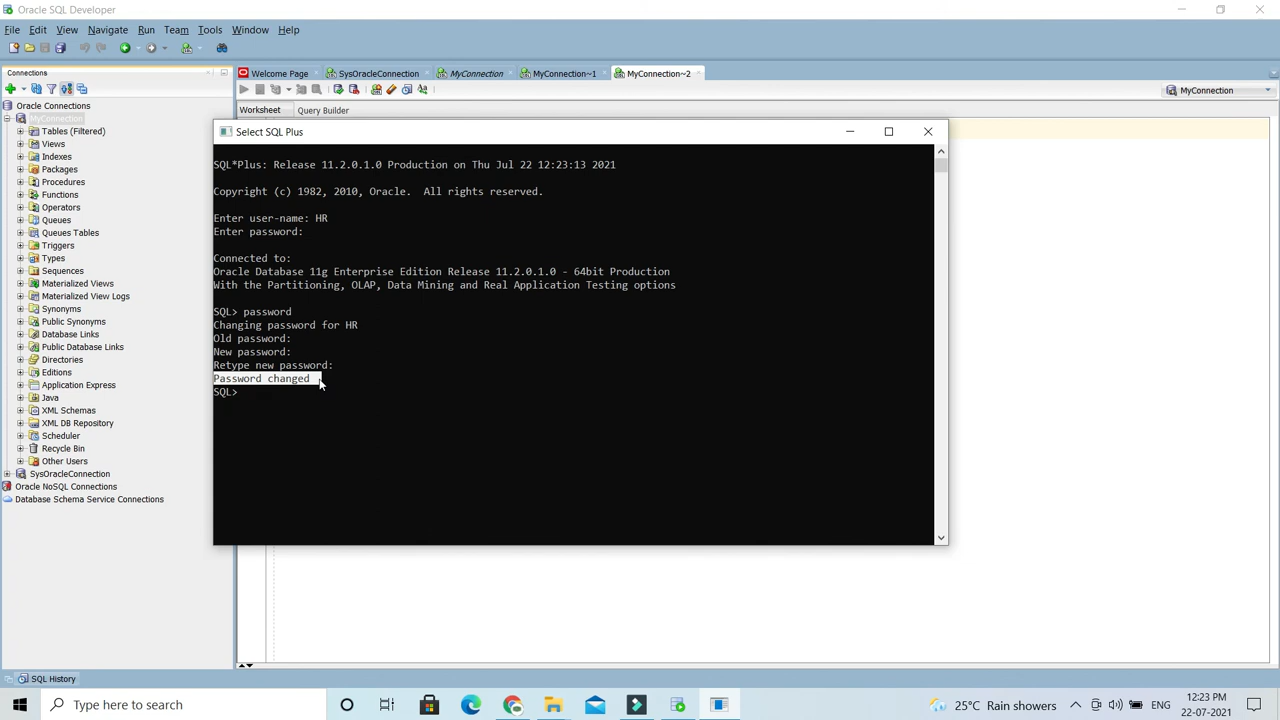 Oracle SQL Developer
File Edit View Navigate Run Team Tools Window Help
Connections
Welcome Page SysOracleConnection MyConnection MyConnection~1 MyConnection~2
MyConnection
Worksheet Query Builder
Oracle Connections
MyConnection
Tables (Filtered)
Views
Indexes
Packages
Procedures
Functions
Operators
Queues
Queues Tables
Triggers
Types
Sequences
Materialized Views
Materialized View Logs
Synonyms
Public Synonyms
Database Links
Public Database Links
Directories
Editions
Application Express
Java
XML Schemas
XML DB Repository
Scheduler
Recycle Bin
Other Users
SysOracleConnection
Oracle NoSQL Connections
Database Schema Service Connections
Select SQL Plus
SQL*Plus: Release 11.2.0.1.0 Production on Thu Jul 22 12:23:13 2021
Copyright (c) 1982, 2010, Oracle. All rights reserved.
Enter user-name: HR
Enter password:
Connected to:
Oracle Database 11g Enterprise Edition Release 11.2.0.1.0 - 64bit Production
With the Partitioning, OLAP, Data Mining and Real Application Testing options
SQL> password
Changing password for HR
Old password:
New password:
Retype new password:
Password changed
SQL>
SQL History
Type here to search
25°C Rain showers
ENG
12:23 PM
22-07-2021